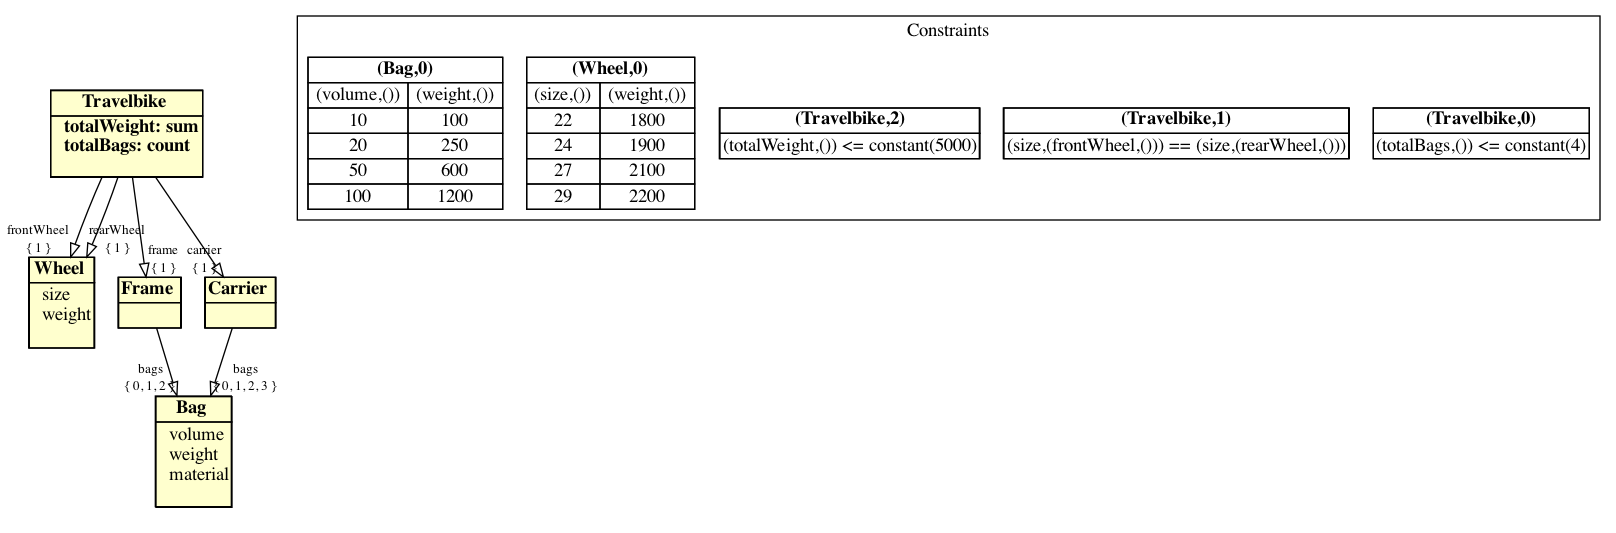 Constraints
(Bag,0)
(volume,()) (weight,())
10 100
20 250
50 600
100 1200
(Wheel,0)
(size,()) (weight,())
22 1800
24 1900
27 2100
29 2200
(Travelbike,2)
(totalWeight,()) <= constant(5000)
(Travelbike,1)
(size,(frontWheel,())) == (size,(rearWheel,()))
(Travelbike,0)
(totalBags,()) <= constant(4)
Travelbike
totalWeight: sum
totalBags: count
frontWheel
{ 1 }
rearWheel
{ 1 }
frame
{ 1 }
carrier
{ 1 }
Wheel
size
weight
Frame
Carrier
bags
{ 0, 1, 2 }
bags
{ 0, 1, 2, 3 }
Bag
volume
weight
material